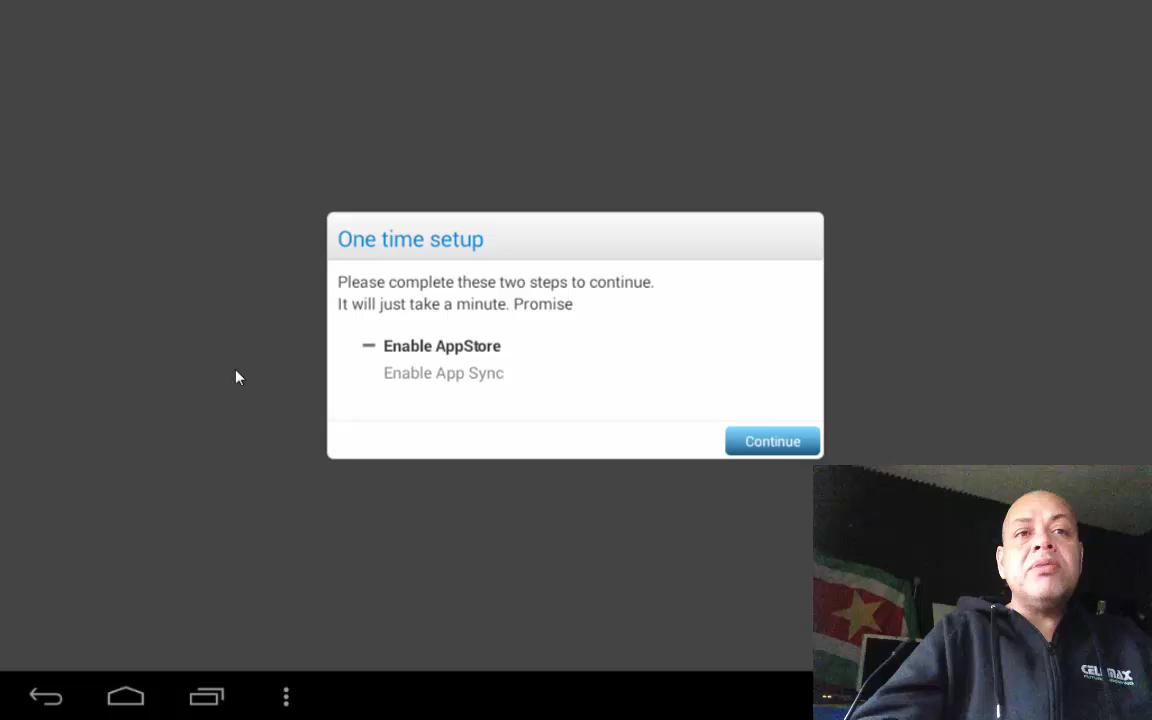 One time setup
Please complete these two steps to continue.
It will just take a minute. Promise
Enable AppStore
Enable App Sync
Continue